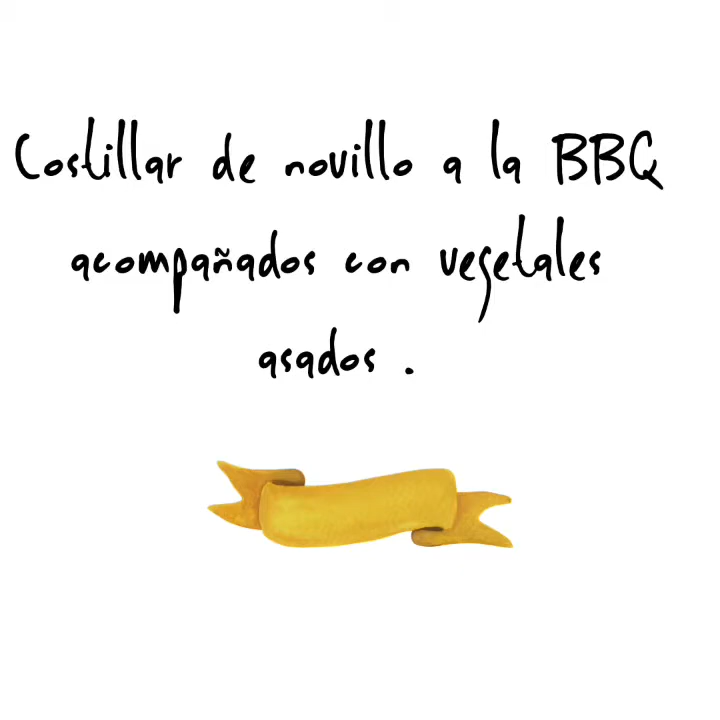 Costillar de novillo a la BBQ
acompañados con vegetales
asados .